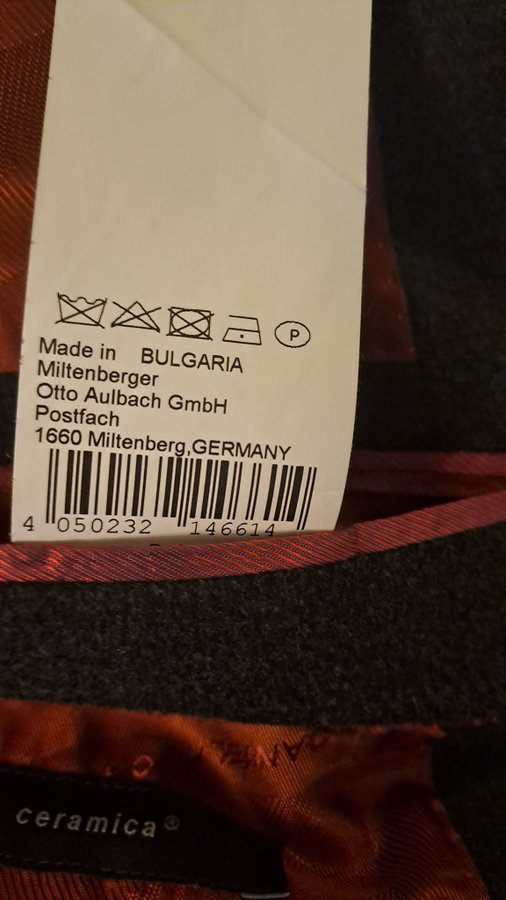 P
Made in BULGARIA
Miltenberger
Otto Aulbach GmbH
Postfach
1660 Miltenberg,GERMANY
4 050232 146614
ceramica®